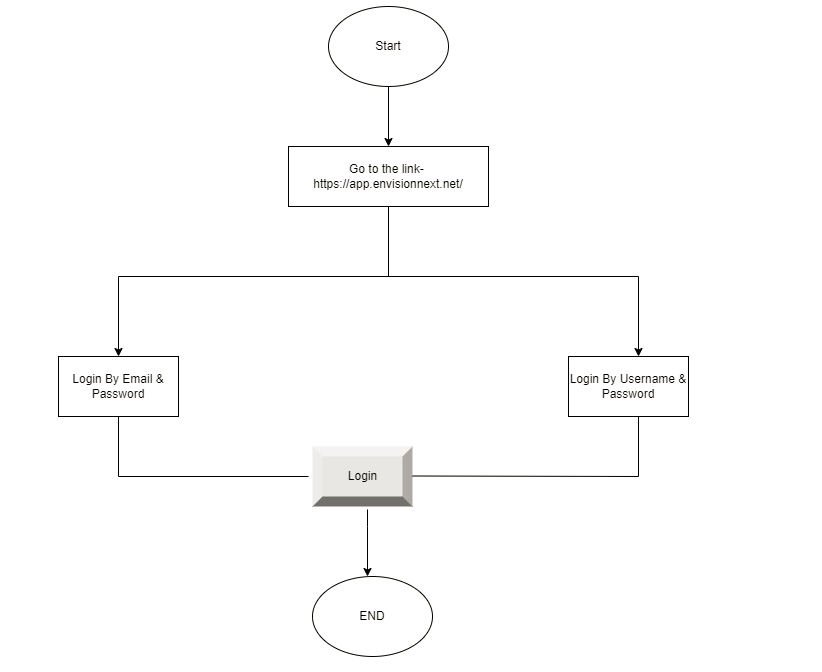 Start
Go to the link-
https://app.envisionnext.net/
Login By Email &
Password
Login By Username &
Password
Login
END